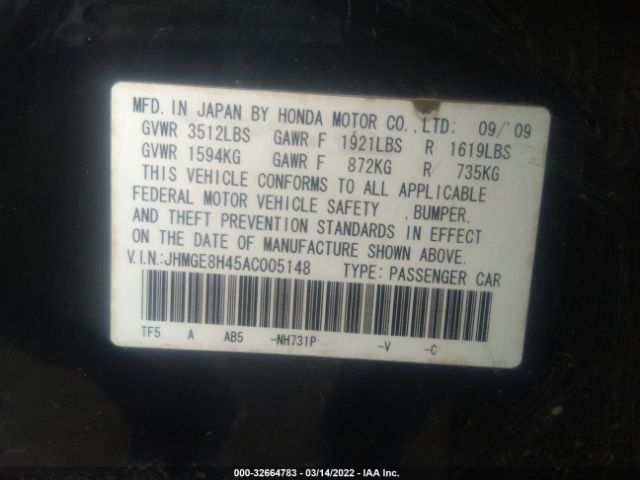 MFD. IN JAPAN BY HONDA MOTOR CO.,LTD: 09/'09
GVWR 3512LBS GAWR F 1921LBS R 1619LBS
GVWR 1594KG GAWR F 872KG R 735KG
THIS VEHICLE CONFORMS TO ALL APPLICABLE
FEDERAL MOTOR VEHICLE SAFETY ,BUMPER,
AND THEFT PREVENTION STANDARDS IN EFFECT
ON THE DATE OF MANUFACTURE SHOWN ABOVE.
V.I.N.:JHMGE8H45AC005148 TYPE: PASSENGER CAR
TF5 A AB5 -NH731P -V -C
000-32664783 - 03/14/2022 - IAA Inc.